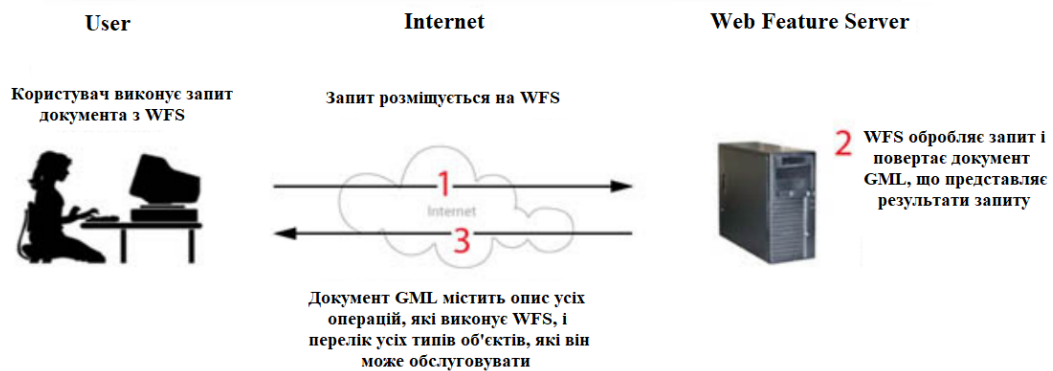 User
Internet
Web Feature Server
Користувач виконує запит
документа з WFS
Запит розміщується на WFS
1
Internet
3
2
WFS обробляє запит і
повертає документ
GML, що представляє
результати запиту
Документ GML містить опис усіх
операцій, які виконує WFS, і
перелік усіх типів об'єктів, які він
може обслуговувати